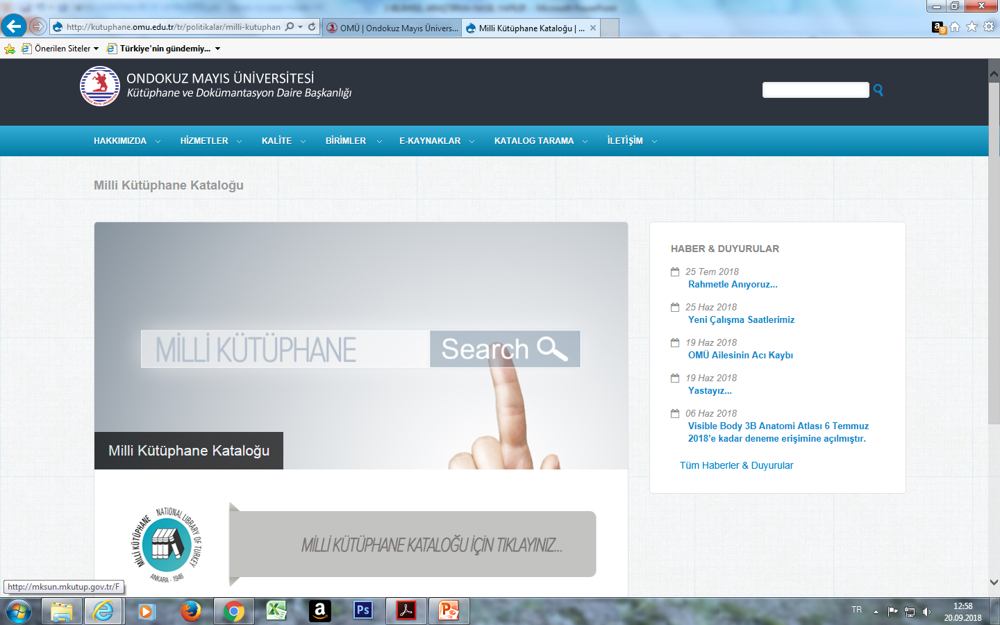 http://kutuphane.omu.edu.tr/tr/politikalar/milli-kutuphan
OMÜ | Ondokuz Mayıs Ünivers...
Milli Kütüphane Kataloğu | ...
Önerilen Siteler
Türkiye'nin gündemiy...
ONDOKUZ MAYIS ÜNİVERSİTESİ
Kütüphane ve Dokümantasyon Daire Başkanlığı
HAKKIMIZDA
HİZMETLER
KALİTE
BİRİMLER
E-KAYNAKLAR
KATALOG TARAMA
İLETİŞİM
Milli Kütüphane Kataloğu
MİLLİ KÜTÜPHANE
Search
Milli Kütüphane Kataloğu
MİLLİ KÜTÜPHANE
NATIONAL LIBRARY OF TURKEY
ANKARA - 1946
MİLLİ KÜTÜPHANE KATALOĞU İÇİN TIKLAYINIZ...
HABER & DUYURULAR
25 Tem 2018
Rahmetle Anıyoruz...
25 Haz 2018
Yeni Çalışma Saatlerimiz
19 Haz 2018
OMÜ Ailesinin Acı Kaybı
19 Haz 2018
Yastayız...
06 Haz 2018
Visible Body 3B Anatomi Atlası 6 Temmuz
2018'e kadar deneme erişimine açılmıştır.
Tüm Haberler & Duyurular
http://mksun.mkutup.gov.tr/F
TR
12:58
20.09.2018